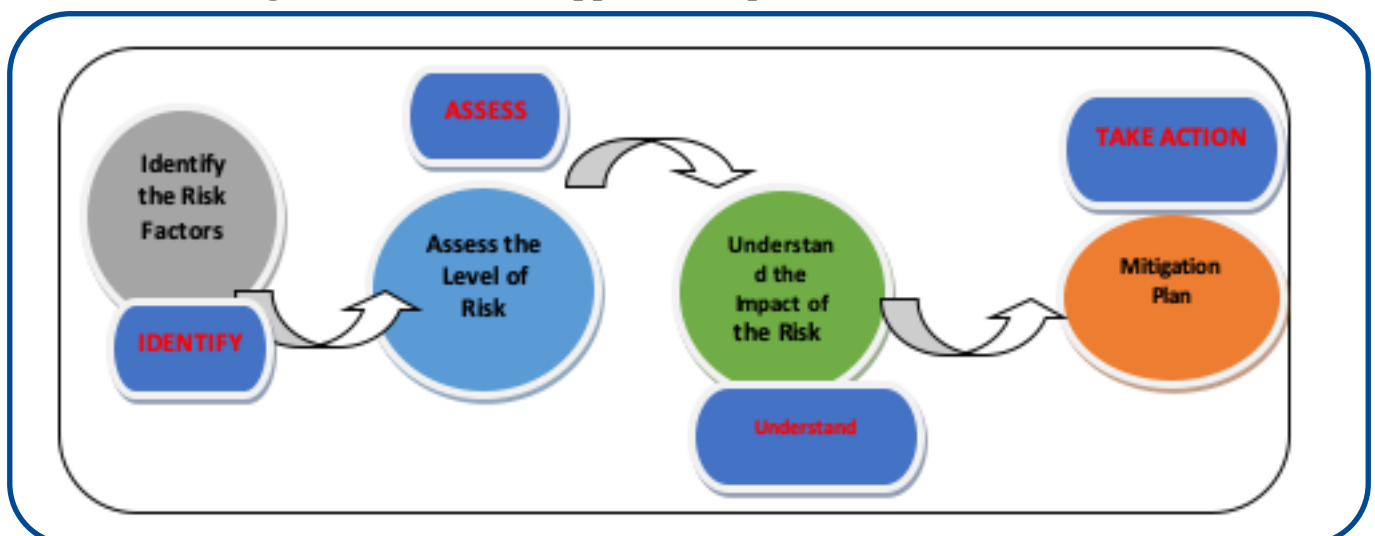 Identify
the Risk
Factors
IDENTIFY
ASSESS
Assess the
Level of
Risk
Understan
d the
Impact of
the Risk
Understand
TAKE ACTION
Mitigation
Plan